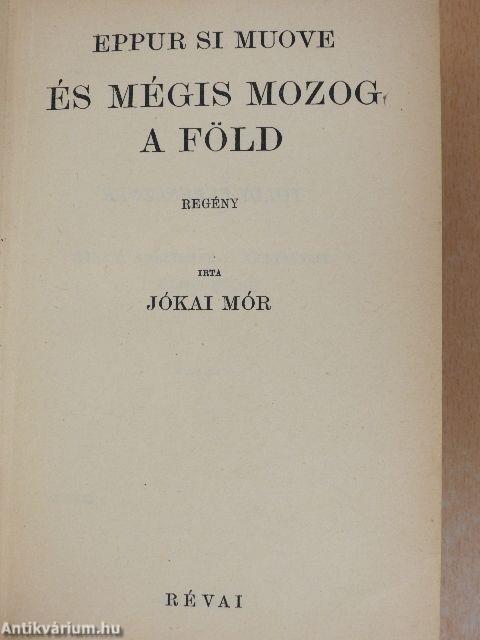 EPPUR SI MUOVE
ÉS MÉGIS MOZOG
A FÖLD
REGÉNY
IRTA
JÓKAI MÓR
RÉVAI
Antikvárium.hu